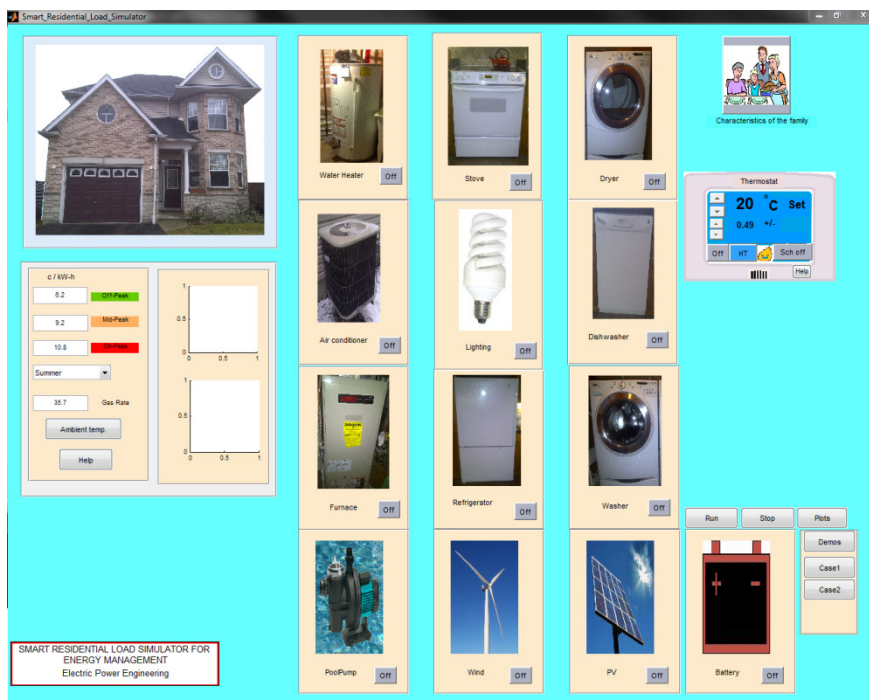 Smart_Residential_Load_Simulator
Characteristics of the family
Water Heater
Off
Stove
Off
Dryer
Off
Thermostat
20 °C Set
0.49 +/-
Off
HT
Sch off
Help
c / kW-h
6.2
Off-Peak
9.2
Mid-Peak
10.8
On-Peak
Summer
35.7
Gas Rate
Ambient temp.
Help
1
0.5
0
0 0.5 1
1
0.5
0
0 0.5 1
Air conditioner
Off
Lighting
Off
Dishwasher
Off
Furnace
Off
Refrigerator
Off
Washer
Off
Run
Stop
Plots
Demos
Case1
Case2
PoolPump
Off
Wind
Off
PV
Off
Battery
Off
SMART RESIDENTIAL LOAD SIMULATOR FOR
ENERGY MANAGEMENT
Electric Power Engineering